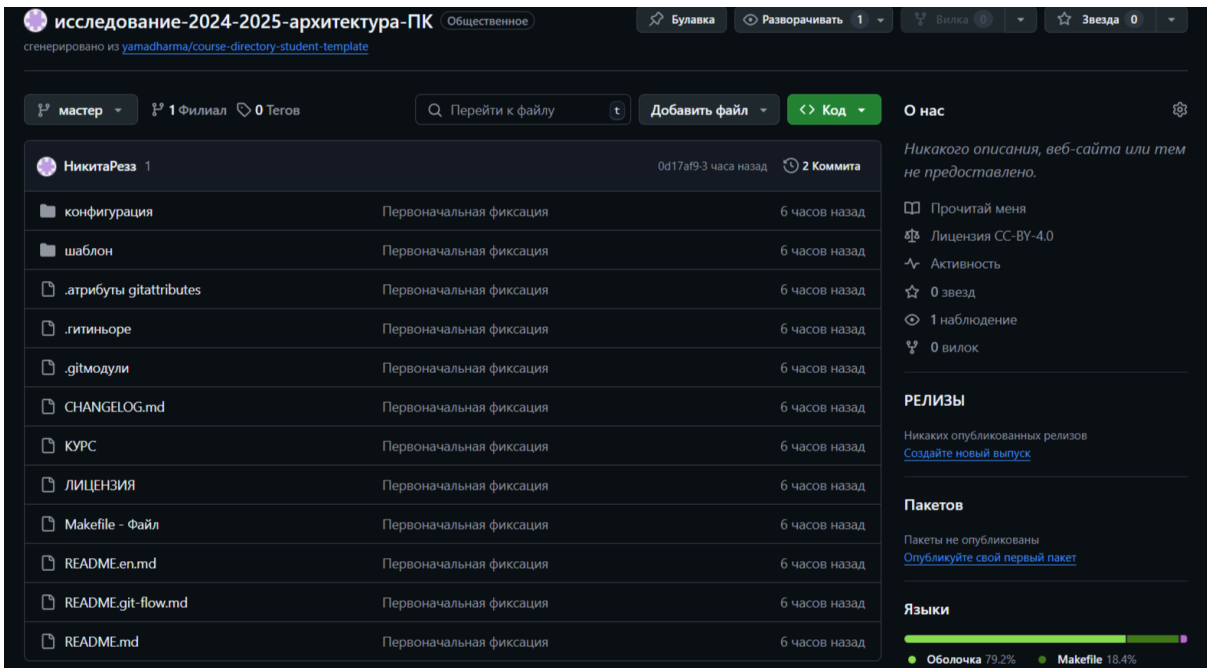 исследование-2024-2025-архитектура-ПК Общественное Булавка Разворачивать 1 Вилка 0 Звезда 0
сгенерировано из yamadharma/course-directory-student-template
мастер 1 Филиал 0 Тегов Перейти к файлу t Добавить файл Код О нас
Никакого описания, веб-сайта или тем
не предоставлено.
НикитаРезз 1 0d17af9·3 часа назад 2 Коммита
конфигурация Первоначальная фиксация 6 часов назад
шаблон Первоначальная фиксация 6 часов назад
.атрибуты gitattributes Первоначальная фиксация 6 часов назад
.гитиньоре Первоначальная фиксация 6 часов назад
.gitмодули Первоначальная фиксация 6 часов назад
CHANGELOG.md Первоначальная фиксация 6 часов назад
КУРС Первоначальная фиксация 6 часов назад
ЛИЦЕНЗИЯ Первоначальная фиксация 6 часов назад
Makefile - Файл Первоначальная фиксация 6 часов назад
README.en.md Первоначальная фиксация 6 часов назад
README.git-flow.md Первоначальная фиксация 6 часов назад
README.md Первоначальная фиксация 6 часов назад
Прочитай меня
Лицензия CC-BY-4.0
Активность
0 звезд
1 наблюдение
0 вилок
РЕЛИЗЫ
Никаких опубликованных релизов
Создайте новый выпуск
Пакетов
Пакеты не опубликованы
Опубликуйте свой первый пакет
Языки
Оболочка 79.2% Makefile 18.4%